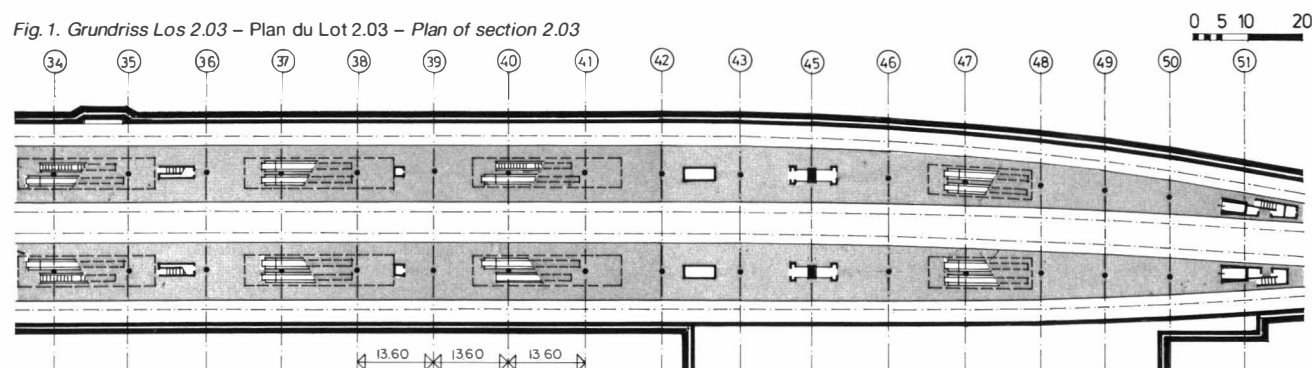 Fig. 1. Grundriss Los 2.03 – Plan du Lot 2.03 – Plan of section 2.03
0 5 10 20
34 35 36 37 38 39 40 41 42 43 45 46 47 48 49 50 51
13.60 1360 13 60